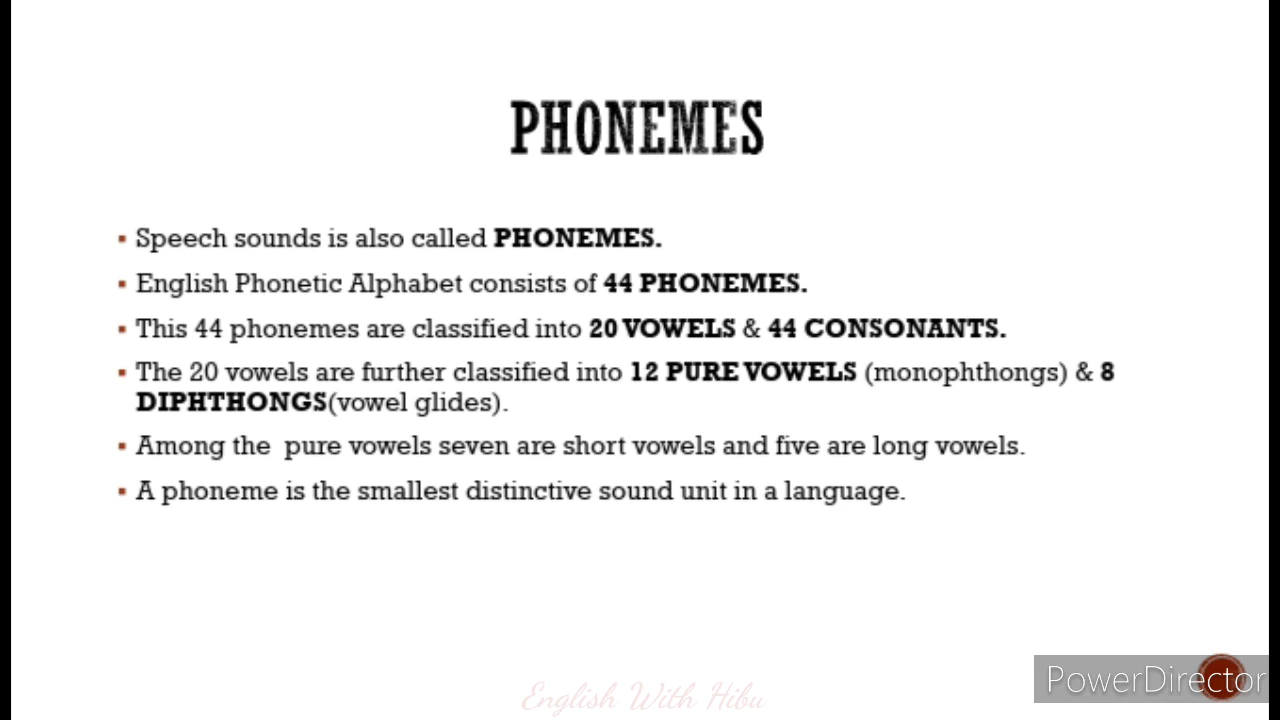 PHONEMES
Speech sounds is also called PHONEMES.
English Phonetic Alphabet consists of 44 PHONEMES.
This 44 phonemes are classified into 20 VOWELS & 44 CONSONANTS.
The 20 vowels are further classified into 12 PURE VOWELS (monophthongs) & 8
DIPHTHONGS(vowel glides).
Among the pure vowels seven are short vowels and five are long vowels.
A phoneme is the smallest distinctive sound unit in a language.
PowerDirector
English With Hibu